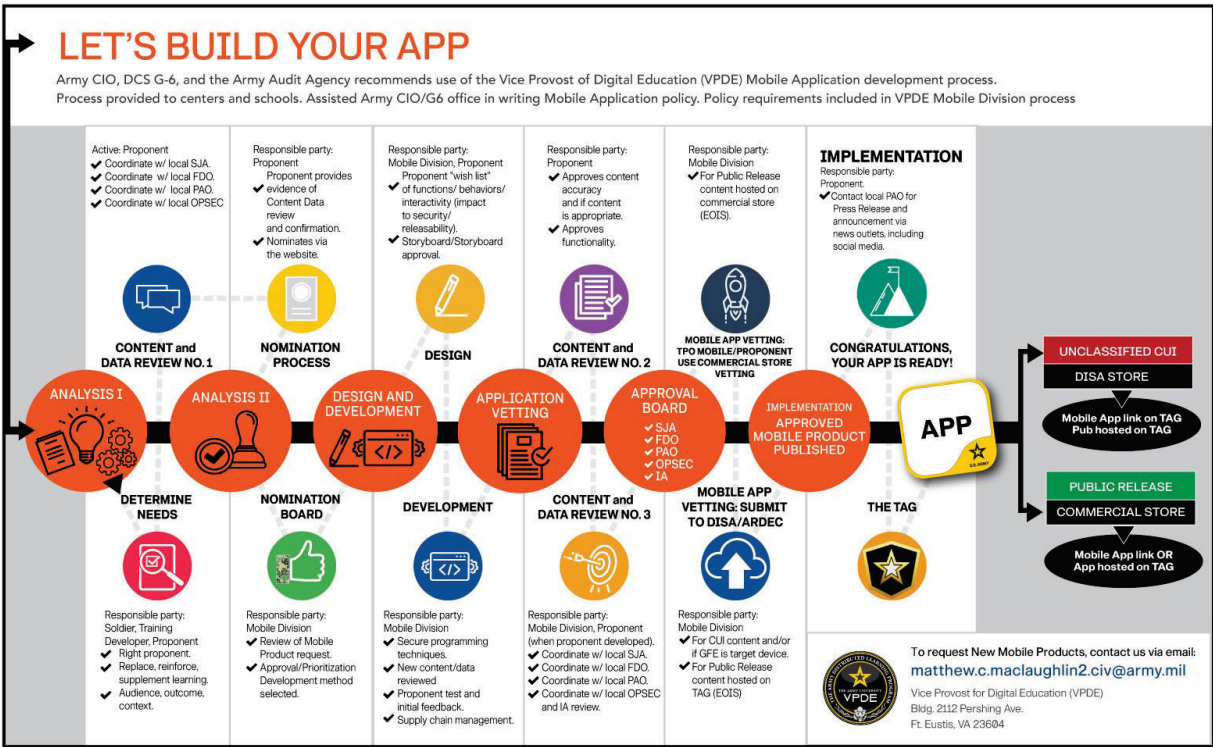 LET'S BUILD YOUR APP
Army CIO, DCS G-6, and the Army Audit Agency recommends use of the Vice Provost of Digital Education (VPDE) Mobile Application development process.
Process provided to centers and schools. Assisted Army CIO/G6 office in writing Mobile Application policy. Policy requirements included in VPDE Mobile Division process
Active: Proponent
✔ Coordinate w/ local SJA.
✔ Coordinate w/ local FDO.
✔ Coordinate w/ local PAO.
✔ Coordinate w/ local OPSEC
CONTENT and
DATA REVIEW NO. 1
Responsible party:
Proponent
Proponent provides
✔ evidence of
Content Data
review
and confirmation.
✔ Nominates via
the website.
NOMINATION
PROCESS
Responsible party:
Mobile Division, Proponent
Proponent "wish list"
✔ of functions/ behaviors/
interactivity (impact
to security/
releasability).
✔ Storyboard/Storyboard
approval.
DESIGN
Responsible party:
Proponent
✔ Approves content
accuracy
and if content
is appropriate.
✔ Approves
functionality.
CONTENT and
DATA REVIEW NO. 2
Responsible party:
Mobile Division
✔ For Public Release
content hosted on
commercial store
(EOIS).
MOBILE APP VETTING:
TPO MOBILE/PROPONENT
USE COMMERCIAL STORE
VETTING
IMPLEMENTATION
Responsible party:
Proponent.
✔ Contact local PAO for
Press Release and
announcement via
news outlets, including
social media.
CONGRATULATIONS,
YOUR APP IS READY!
ANALYSIS I
ANALYSIS II
DESIGN AND
DEVELOPMENT
</>
APPLICATION
VETTING
APPROVAL
BOARD
✔ SJA
✔ FDO
✔ PAO
✔ OPSEC
✔ IA
IMPLEMENTATION
APPROVED
MOBILE PRODUCT
PUBLISHED
APP
U.S. ARMY
UNCLASSIFIED CUI
DISA STORE
Mobile App link on TAG
Pub hosted on TAG
PUBLIC RELEASE
COMMERCIAL STORE
Mobile App link OR
App hosted on TAG
DETERMINE
NEEDS
Responsible party:
Soldier, Training
Developer, Proponent
✔ Right proponent.
✔ Replace, reinforce,
supplement learning.
✔ Audience, outcome,
context.
NOMINATION
BOARD
Responsible party:
Mobile Division
✔ Review of Mobile
Product request.
✔ Approval/Prioritization
Development method
selected.
DEVELOPMENT
</>
Responsible party:
Mobile Division
✔ Secure programming
techniques.
✔ New content/data
reviewed
✔ Proponent test and
initial feedback.
✔ Supply chain management.
CONTENT and
DATA REVIEW NO. 3
Responsible party:
Mobile Division, Proponent
(when proponent developed).
✔ Coordinate w/ local SJA.
✔ Coordinate w/ local FDO.
✔ Coordinate w/ local PAO.
✔ Coordinate w/ local OPSEC
and IA review.
MOBILE APP
VETTING: SUBMIT
TO DISA/ARDEC
Responsible party:
Mobile Division
✔ For CUI content and/or
if GFE is target device.
✔ For Public Release
content hosted on
TAG (EOIS)
THE TAG
THE ARMY DISTRIBUTED LEARNING PROGRAM
THE ARMY UNIVERSITY
VPDE
To request New Mobile Products, contact us via email:
matthew.c.maclaughlin2.civ@army.mil
Vice Provost for Digital Education (VPDE)
Bldg. 2112 Pershing Ave.
Ft. Eustis, VA 23604